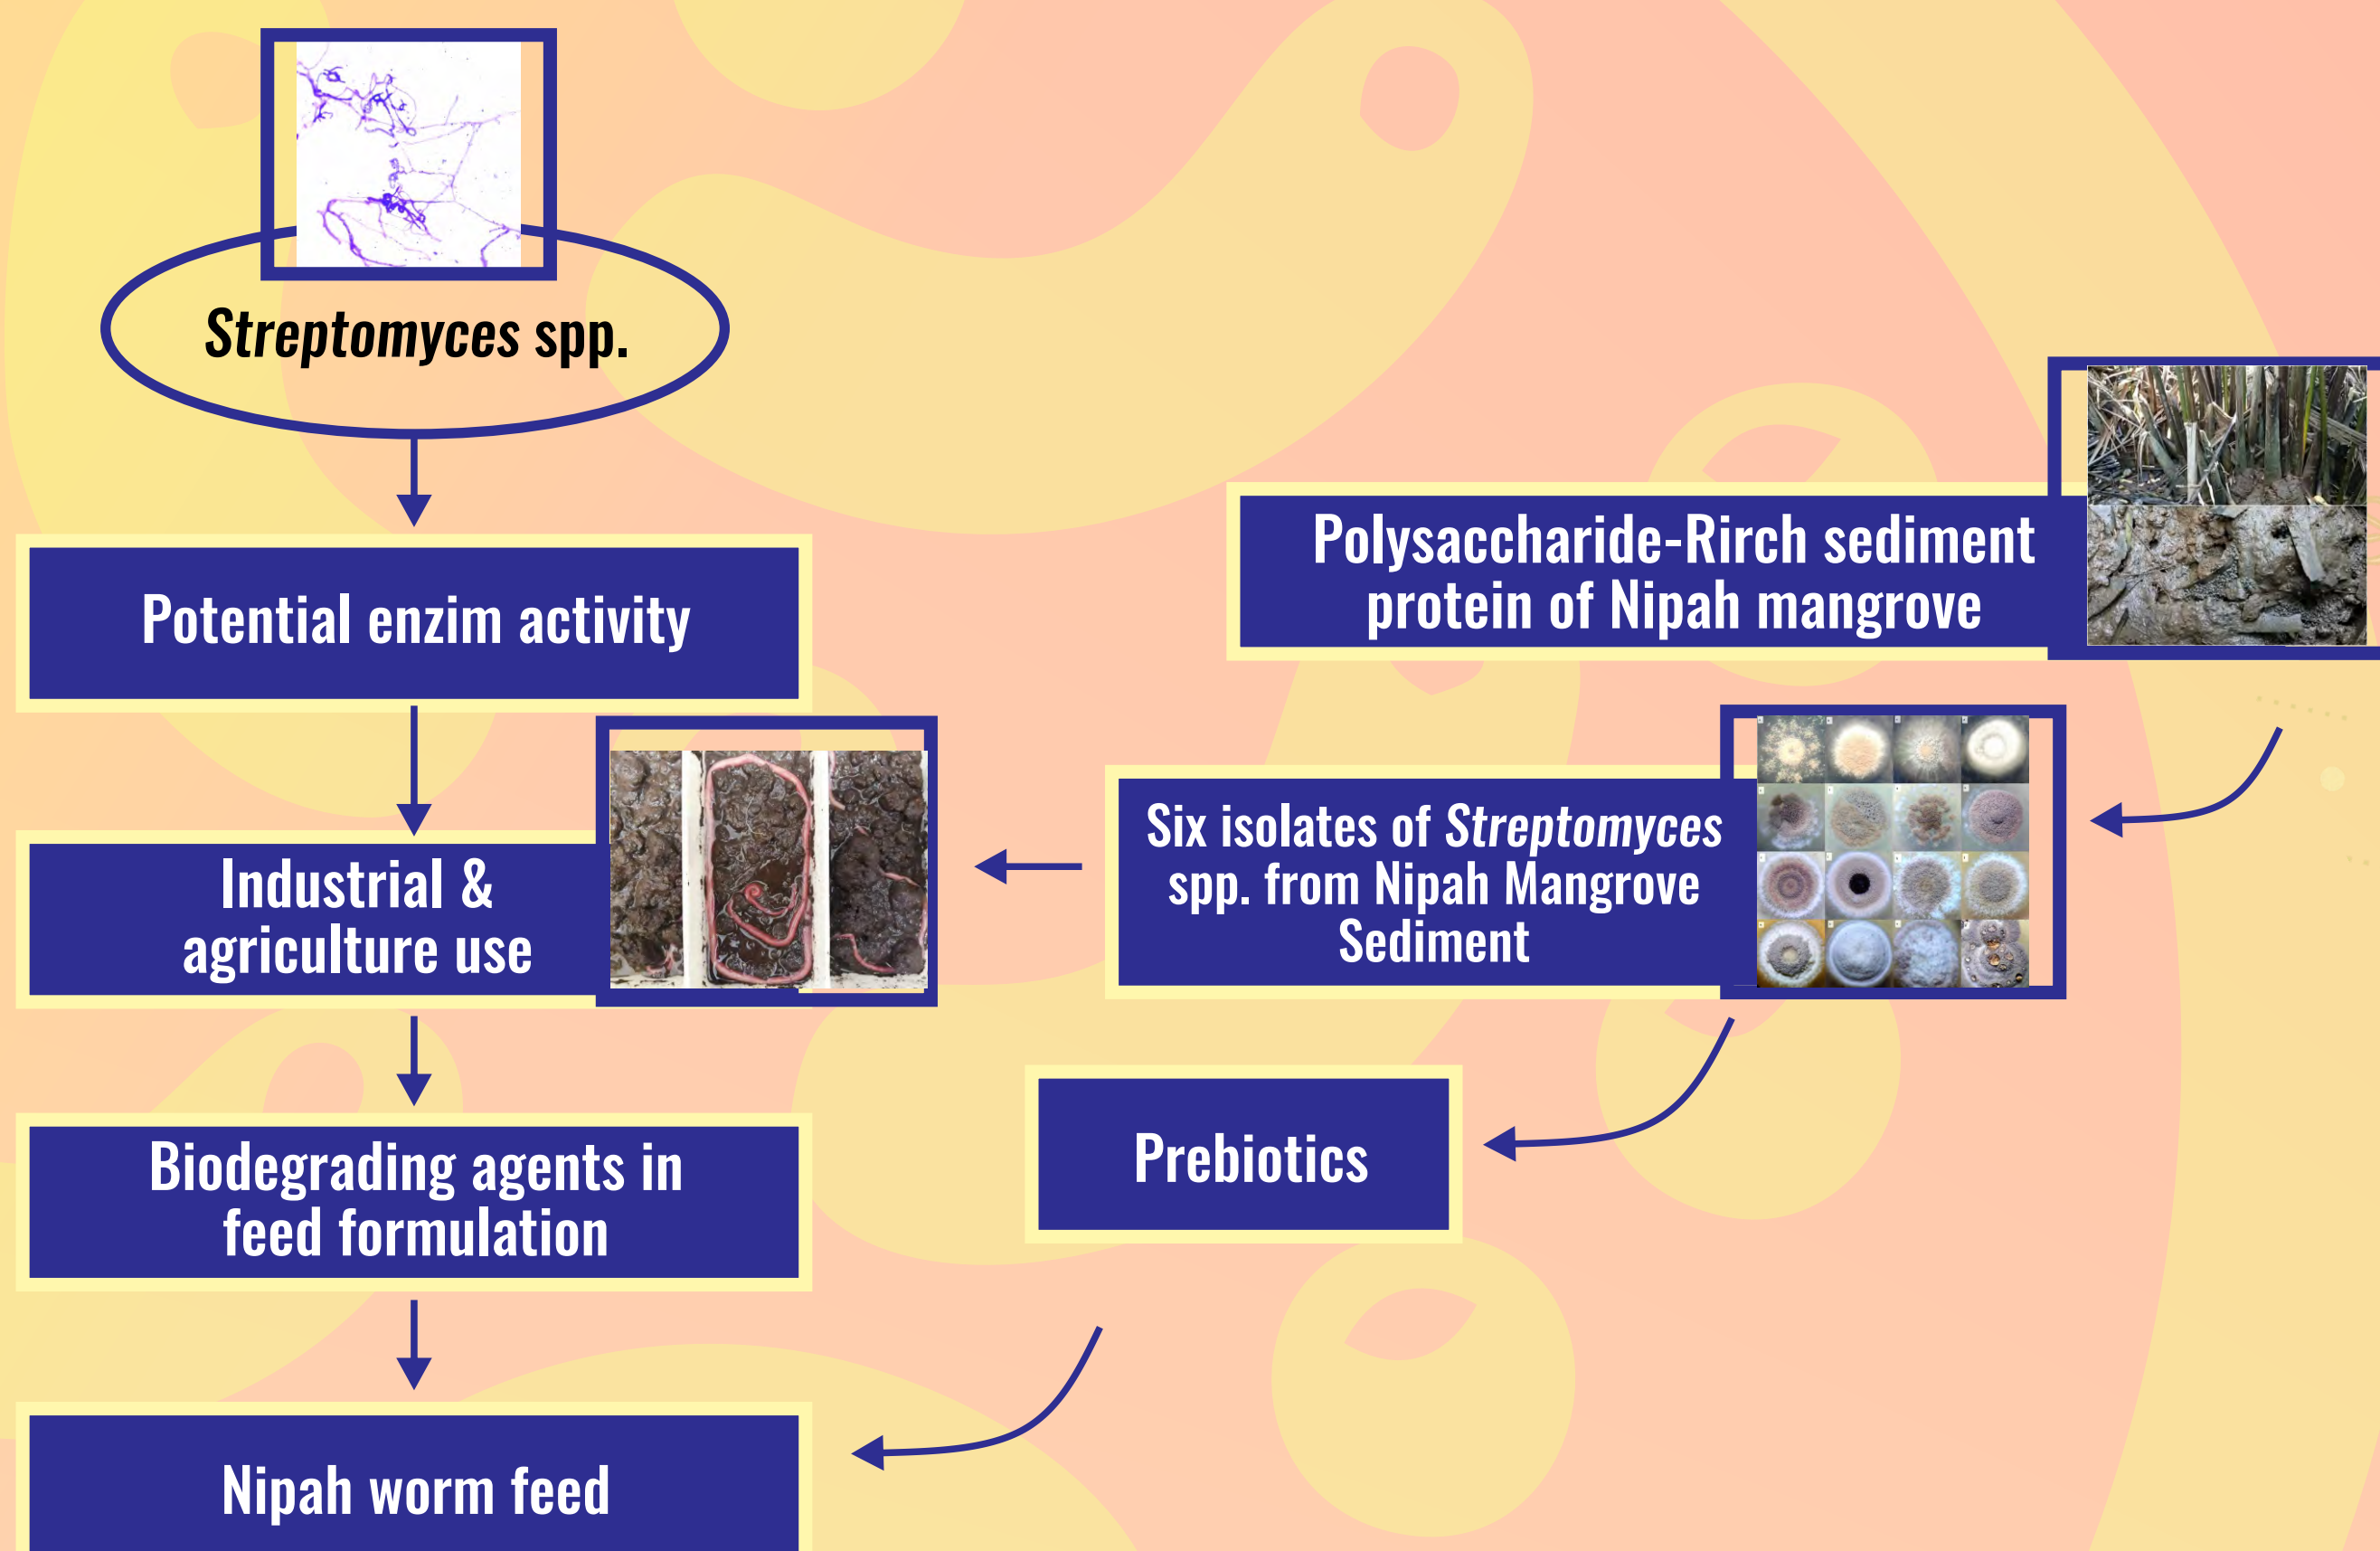 Streptomyces spp.
Potential enzim activity
Industrial &
agriculture use
Biodegrading agents in
feed formulation
Nipah worm feed
Polysaccharide-Rirch sediment
protein of Nipah mangrove
Six isolates of Streptomyces
spp. from Nipah Mangrove
Sediment
Prebiotics